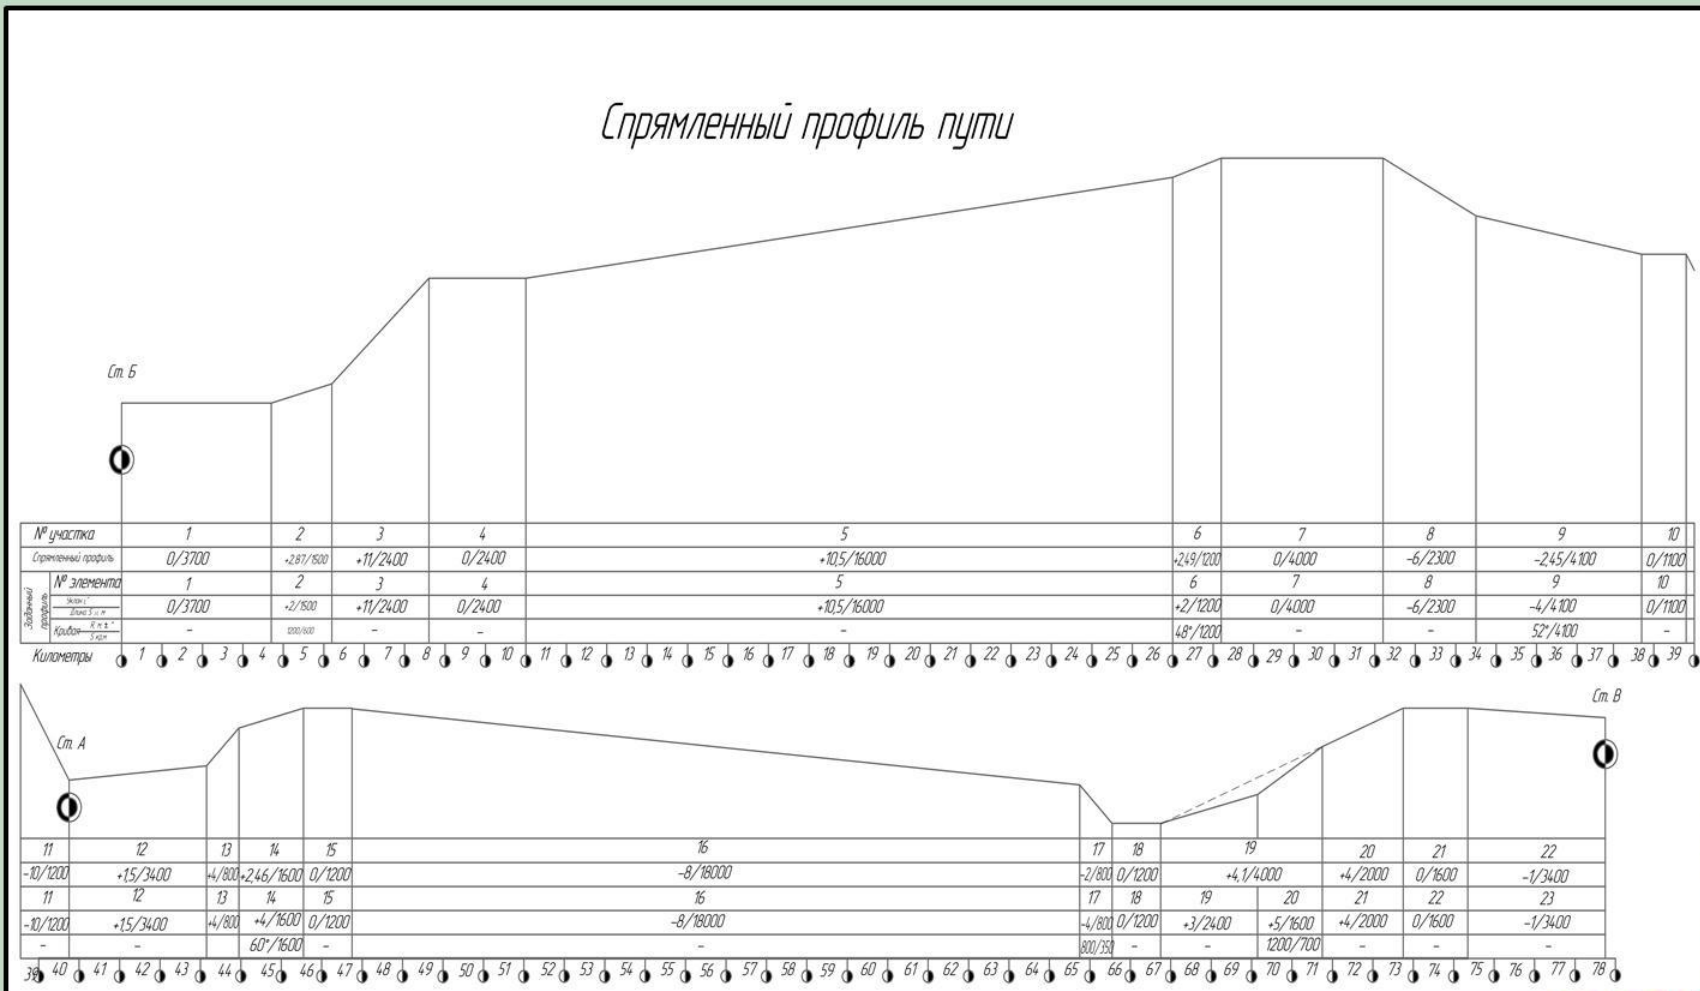 Спрямленный профиль пути
Ст. Б
№ участка 1 2 3 4 5 6 7 8 9 10
Спрямленный профиль 0/3700 +2,87/1500 +11/2400 0/2400 +10,5/16000 +2,49/1200 0/4000 -6/2300 -2,45/4100 0/1100
Заданный профиль
№ элемента 1 2 3 4 5 6 7 8 9 10
Уклон i°
Длина S н. м
0/3700 +2/1500 +11/2400 0/2400 +10,5/16000 +2/1200 0/4000 -6/2300 -4/4100 0/1100
Кривая
- 1200/600 - - - 48°/1200 - - 52°/4100 -
Километры 1 2 3 4 5 6 7 8 9 10 11 12 13 14 15 16 17 18 19 20 21 22 23 24 25 26 27 28 29 30 31 32 33 34 35 36 37 38 39
Ст. А
Ст. В
11 12 13 14 15 16 17 18 19 20 21 22
-10/1200 +1,5/3400 +4/800 +2,46/1600 0/1200 -8/18000 -2/800 0/1200 +4,1/4000 +4/2000 0/1600 -1/3400
11 12 13 14 15 16 17 18 19 20 21 22 23
-10/1200 +1,5/3400 +4/800 +4/1600 0/1200 -8/18000 -4/800 0/1200 +3/2400 +5/1600 +4/2000 0/1600 -1/3400
- - 60°/1600 - - 800/350 - - 1200/700 - - -
39 40 41 42 43 44 45 46 47 48 49 50 51 52 53 54 55 56 57 58 59 60 61 62 63 64 65 66 67 68 69 70 71 72 73 74 75 76 77 78